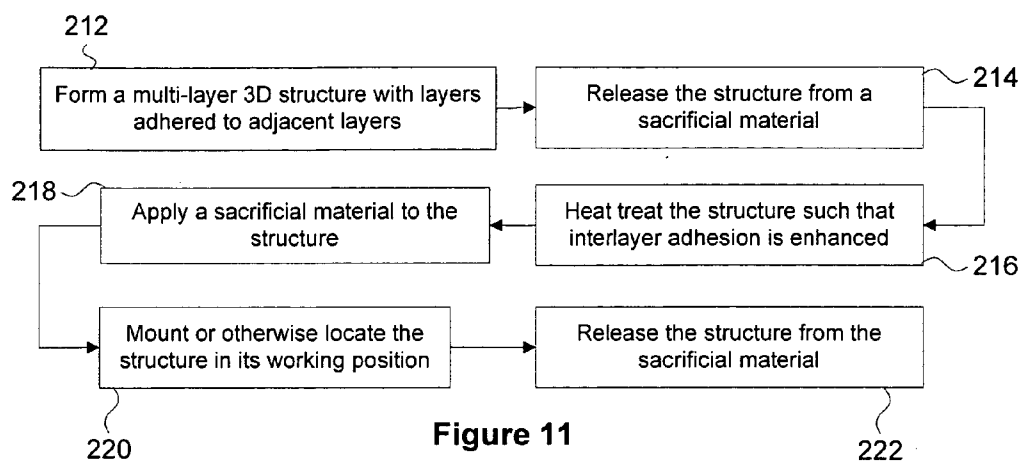 212
Form a multi-layer 3D structure with layers
adhered to adjacent layers
Release the structure from a
sacrificial material
214
218
Apply a sacrificial material to the
structure
Heat treat the structure such that
interlayer adhesion is enhanced
216
Mount or otherwise locate the
structure in its working position
Release the structure from the
sacrificial material
220
Figure 11
222